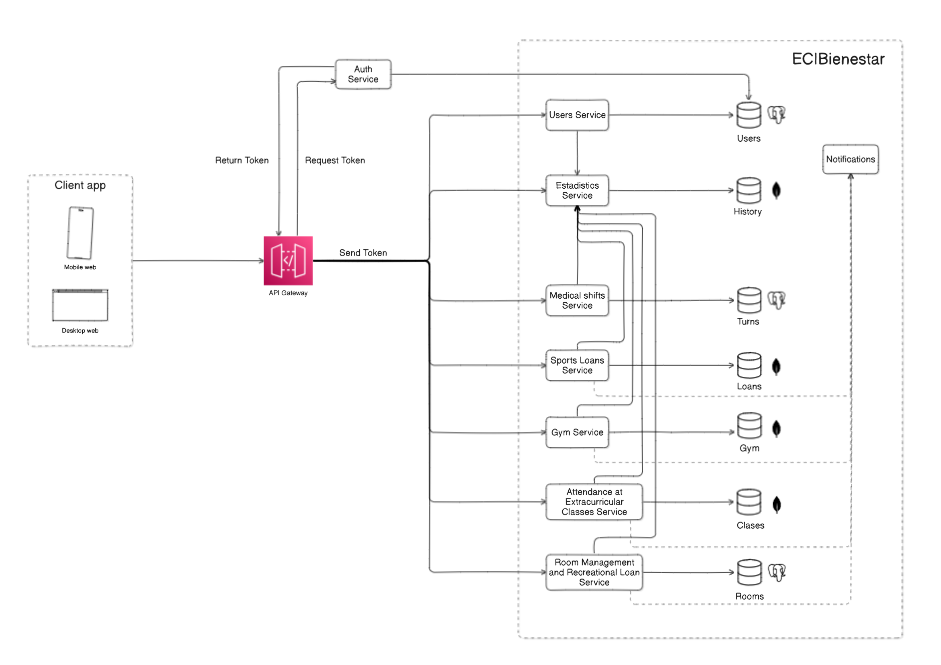 ECIBienestar
Auth
Service
Users Service
Users
Return Token
Request Token
Notifications
Client app
Estadistics
Service
History
Mobile web
Send Token
API Gateway
Desktop web
Medical shifts
Service
Turns
Sports Loans
Service
Loans
Gym Service
Gym
Attendance at
Extracurricular
Classes Service
Clases
Room Management
and Recreational Loan
Service
Rooms